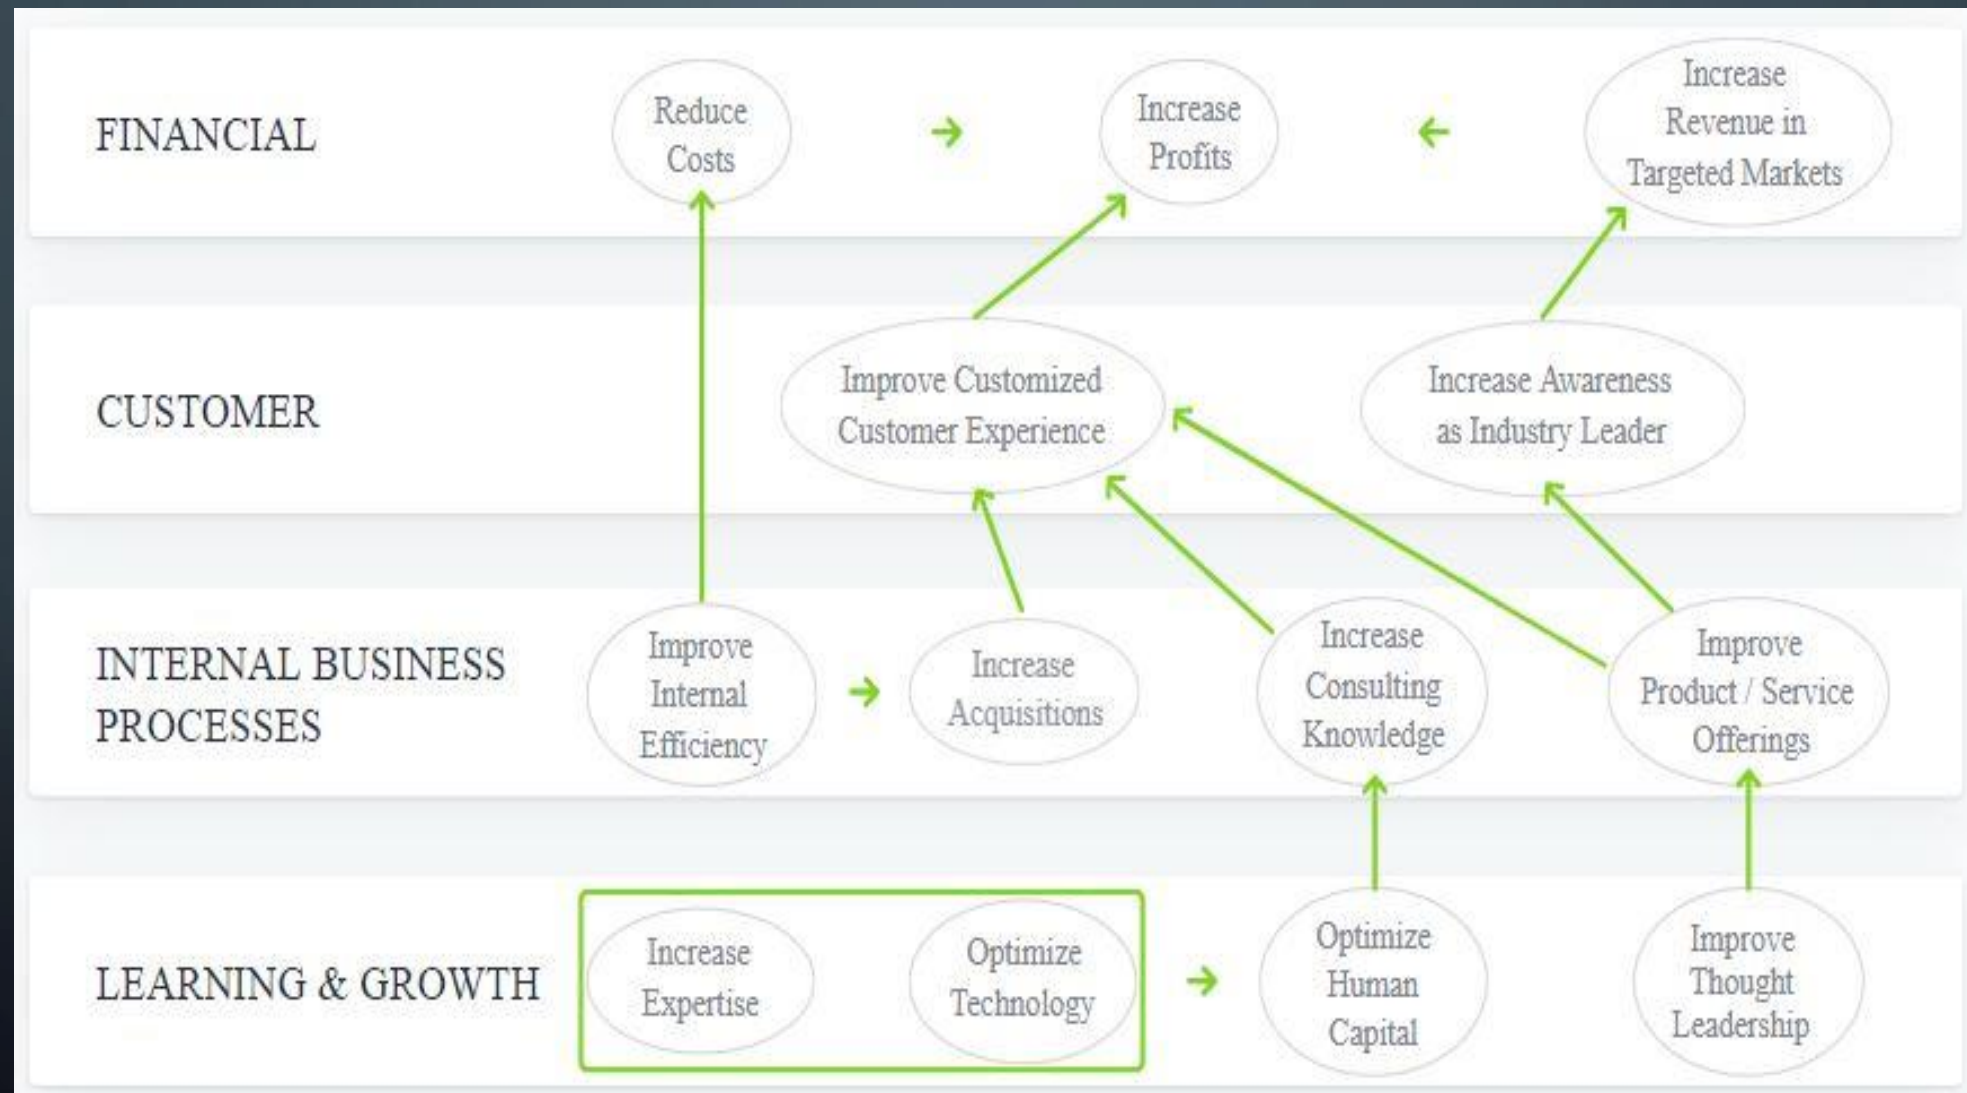 FINANCIAL
Reduce
Costs
Increase
Profits
Increase
Revenue in
Targeted Markets
CUSTOMER
Improve Customized
Customer Experience
Increase Awareness
as Industry Leader
INTERNAL BUSINESS
PROCESSES
Improve
Internal
Efficiency
Increase
Acquisitions
Increase
Consulting
Knowledge
Improve
Product / Service
Offerings
LEARNING & GROWTH
Increase
Expertise
Optimize
Technology
Optimize
Human
Capital
Improve
Thought
Leadership